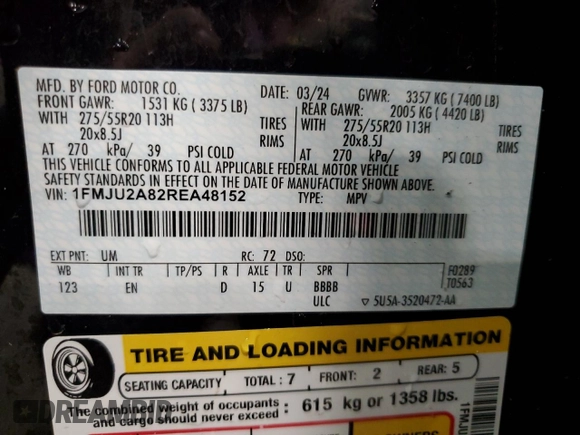 MFD. BY FORD MOTOR CO.
DATE: 03/24 GVWR: 3357 KG ( 7400 LB)
FRONT GAWR: 1531 KG ( 3375 LB) REAR GAWR: 2005 KG ( 4420 LB)
WITH 275/55R20 113H TIRES WITH 275/55R20 113H TIRES
20x8.5J RIMS 20x8.5J RIMS
AT 270 kPa/ 39 PSI COLD AT 270 kPa/ 39 PSI COLD
THIS VEHICLE CONFORMS TO ALL APPLICABLE FEDERAL MOTOR VEHICLE
SAFETY STANDARDS IN EFFECT ON THE DATE OF MANUFACTURE SHOWN ABOVE.
VIN: 1FMJU2A82REA48152 TYPE: MPV
EXT PNT: UM RC: 72 DSO:
WB INT TR TP/PS R AXLE TR SPR F0289
123 EN D 15 U BBBB T0563
ULC ▽ 5U5A-3520472-AA
TIRE AND LOADING INFORMATION
SEATING CAPACITY TOTAL : 7 FRONT: 2 REAR: 5
The combined weight of occupants and cargo should never exceed : 615 kg or 1358 lbs.
DREAMBID